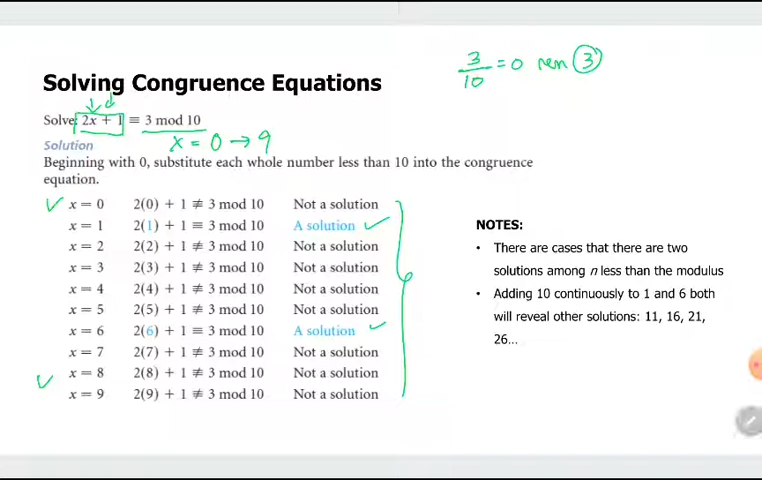 3/10 = 0 rem 3
Solving Congruence Equations
Solve: 2x + 1 ≡ 3 mod 10
x = 0 → 9
Solution
Beginning with 0, substitute each whole number less than 10 into the congruence
equation.
x = 0 2(0) + 1 ≢ 3 mod 10 Not a solution
x = 1 2(1) + 1 ≡ 3 mod 10 A solution
x = 2 2(2) + 1 ≢ 3 mod 10 Not a solution
x = 3 2(3) + 1 ≢ 3 mod 10 Not a solution
x = 4 2(4) + 1 ≢ 3 mod 10 Not a solution
x = 5 2(5) + 1 ≢ 3 mod 10 Not a solution
x = 6 2(6) + 1 ≡ 3 mod 10 A solution
x = 7 2(7) + 1 ≢ 3 mod 10 Not a solution
x = 8 2(8) + 1 ≢ 3 mod 10 Not a solution
x = 9 2(9) + 1 ≢ 3 mod 10 Not a solution
NOTES:
• There are cases that there are two
solutions among n less than the modulus
• Adding 10 continuously to 1 and 6 both
will reveal other solutions: 11, 16, 21,
26...